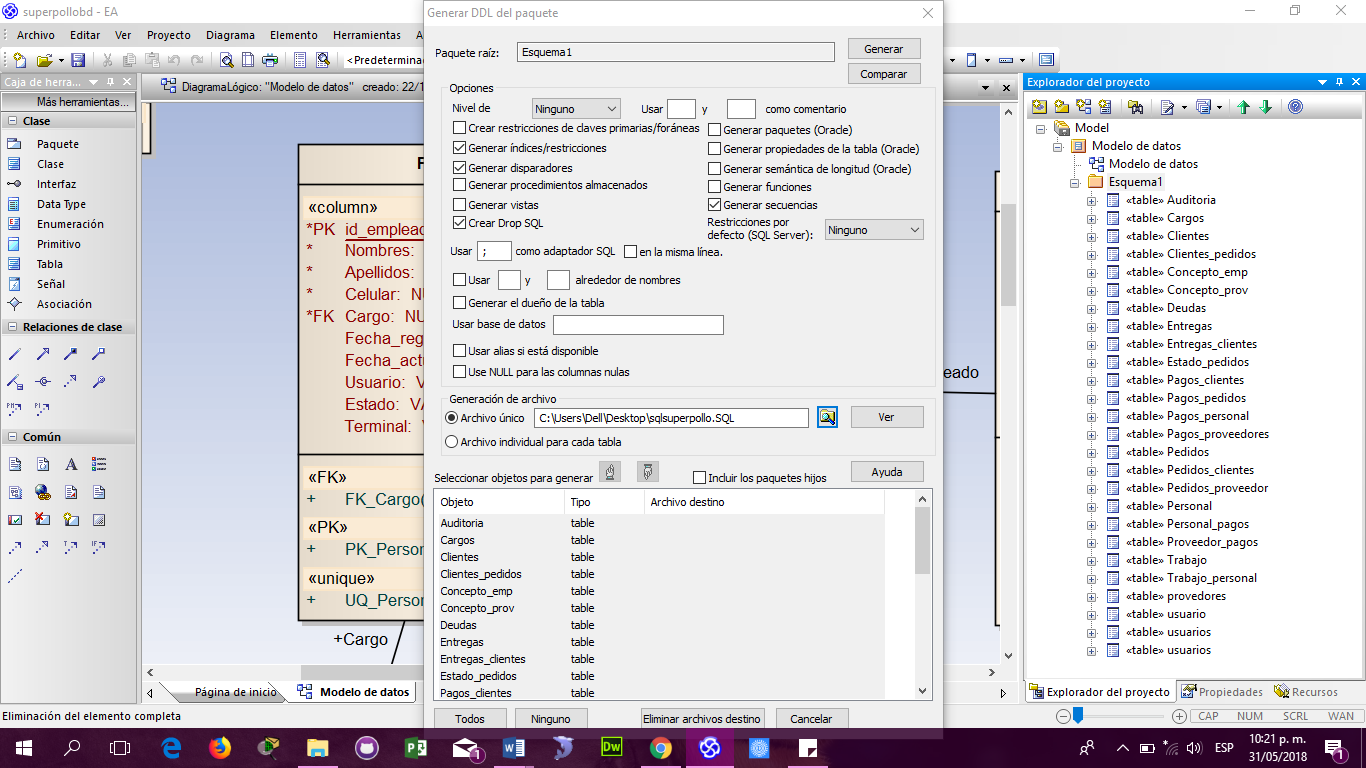 superpollobd - EA
Archivo Editar Ver Proyecto Diagrama Elemento Herramientas A
<Predetermina
Caja de herra...
Más herramientas...
Clase
Paquete
Clase
Interfaz
Data Type
Enumeración
Primitivo
Tabla
Señal
Asociación
Relaciones de clase
Común
DiagramaLógico: "Modelo de datos" creado: 22/1
«column»
*PK id_emplead
* Nombres:
* Apellidos:
* Celular: NU
*FK Cargo: NU
Fecha_reg
Fecha_actu
Usuario: V
Estado: VA
Terminal: V
«FK»
+ FK_Cargo(
«PK»
+ PK_Person
«unique»
+ UQ_Person
+Cargo
eado
Página de inicio
Modelo de datos
Generar DDL del paquete
Paquete raíz: Esquema1
Generar
Comparar
Opciones
Nivel de Ninguno Usar y como comentario
Crear restricciones de claves primarias/foráneas
Generar índices/restricciones
Generar disparadores
Generar procedimientos almacenados
Generar vistas
Crear Drop SQL
Generar paquetes (Oracle)
Generar propiedades de la tabla (Oracle)
Generar semántica de longitud (Oracle)
Generar funciones
Generar secuencias
Restricciones por
defecto (SQL Server): Ninguno
Usar ; como adaptador SQL en la misma línea.
Usar y alrededor de nombres
Generar el dueño de la tabla
Usar base de datos
Usar alias si está disponible
Use NULL para las columnas nulas
Generación de archivo
Archivo único C:\Users\Dell\Desktop\sqlsuperpollo.SQL Ver
Archivo individual para cada tabla
Seleccionar objetos para generar Incluir los paquetes hijos Ayuda
Objeto Tipo Archivo destino
Auditoria table
Cargos table
Clientes table
Clientes_pedidos table
Concepto_emp table
Concepto_prov table
Deudas table
Entregas table
Entregas_clientes table
Estado_pedidos table
Pagos_clientes table
Todos Ninguno Eliminar archivos destino Cancelar
Explorador del proyecto
Model
Modelo de datos
Modelo de datos
Esquema1
«table» Auditoria
«table» Cargos
«table» Clientes
«table» Clientes_pedidos
«table» Concepto_emp
«table» Concepto_prov
«table» Deudas
«table» Entregas
«table» Entregas_clientes
«table» Estado_pedidos
«table» Pagos_clientes
«table» Pagos_pedidos
«table» Pagos_personal
«table» Pagos_proveedores
«table» Pedidos
«table» Pedidos_clientes
«table» Pedidos_proveedor
«table» Personal
«table» Personal_pagos
«table» Proveedor_pagos
«table» Trabajo
«table» Trabajo_personal
«table» provedores
«table» usuario
«table» usuarios
«table» usuarios
Explorador del proyecto Propiedades Recursos
Eliminación del elemento completa
CAP NUM SCRL WAN
ESP
10:21 p. m.
31/05/2018